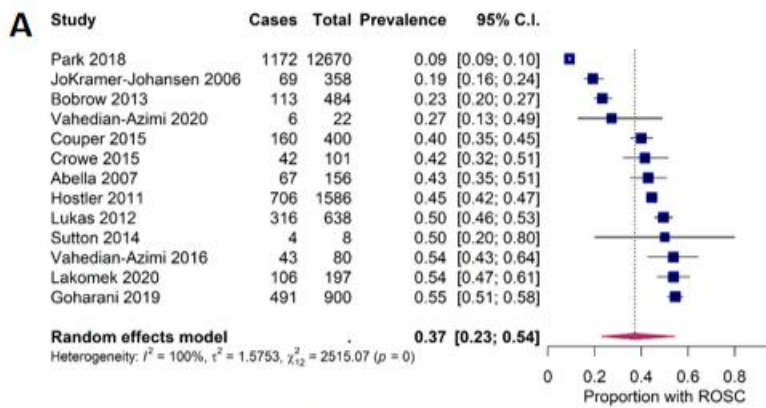 A
Study Cases Total Prevalence 95% C.I.
Park 2018 1172 12670 0.09 [0.09; 0.10]
JoKramer-Johansen 2006 69 358 0.19 [0.16; 0.24]
Bobrow 2013 113 484 0.23 [0.20; 0.27]
Vahedian-Azimi 2020 6 22 0.27 [0.13; 0.49]
Couper 2015 160 400 0.40 [0.35; 0.45]
Crowe 2015 42 101 0.42 [0.32; 0.51]
Abella 2007 67 156 0.43 [0.35; 0.51]
Hostler 2011 706 1586 0.45 [0.42; 0.47]
Lukas 2012 316 638 0.50 [0.46; 0.53]
Sutton 2014 4 8 0.50 [0.20; 0.80]
Vahedian-Azimi 2016 43 80 0.54 [0.43; 0.64]
Lakomek 2020 106 197 0.54 [0.47; 0.61]
Goharani 2019 491 900 0.55 [0.51; 0.58]
Random effects model . 0.37 [0.23; 0.54]
Heterogeneity: I² = 100%, τ² = 1.5753, χ²₁₂ = 2515.07 (p = 0)
0 0.2 0.4 0.6 0.8
Proportion with ROSC